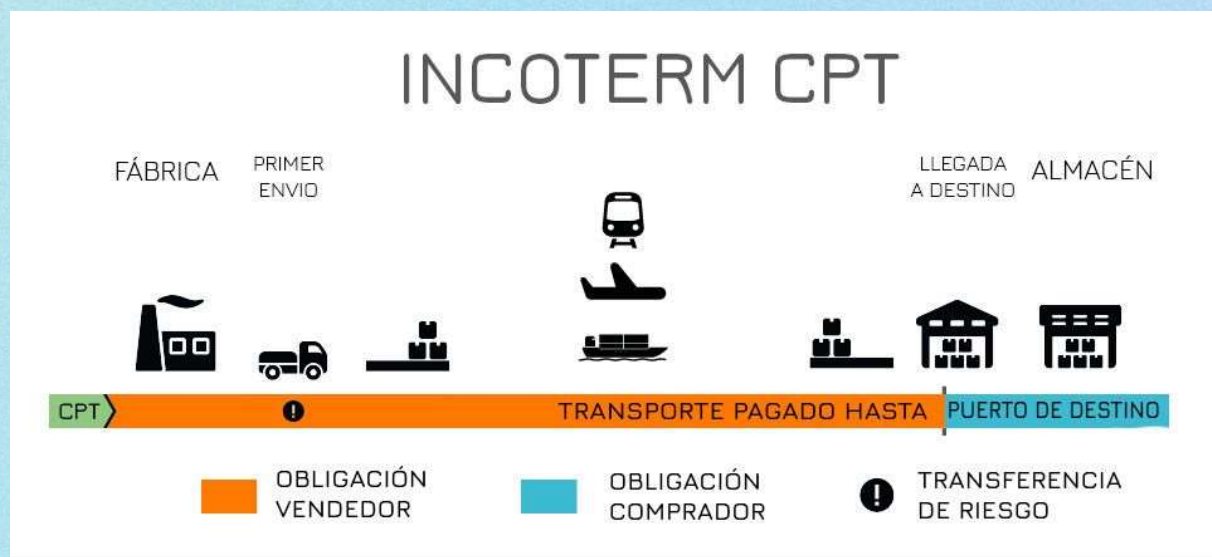 INCOTERM CPT
FÁBRICA
PRIMER
ENVIO
LLEGADA
A DESTINO
ALMACÉN
CPT
TRANSPORTE PAGADO HASTA
PUERTO DE DESTINO
OBLIGACIÓN
VENDEDOR
OBLIGACIÓN
COMPRADOR
TRANSFERENCIA
DE RIESGO